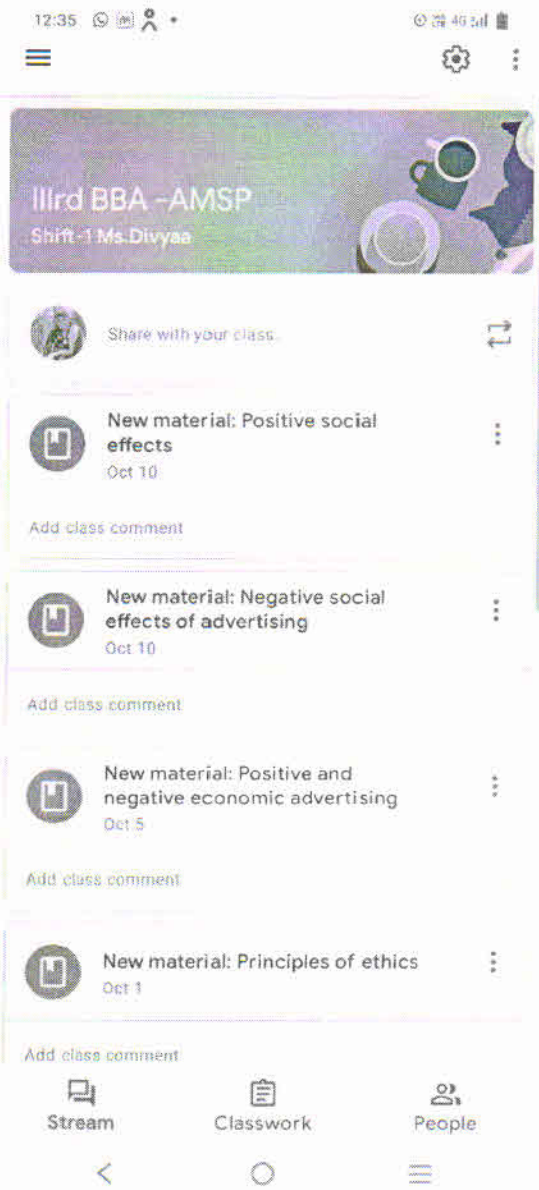 12:35
4G
IIIrd BBA -AMSP
Shift-1 Ms.Divyaa
Share with your class.
New material: Positive social
effects
Oct 10
Add class comment
New material: Negative social
effects of advertising
Oct 10
Add class comment
New material: Positive and
negative economic advertising
Oct 5
Add class comment
New material: Principles of ethics
Oct 1
Add class comment
Stream
Classwork
People